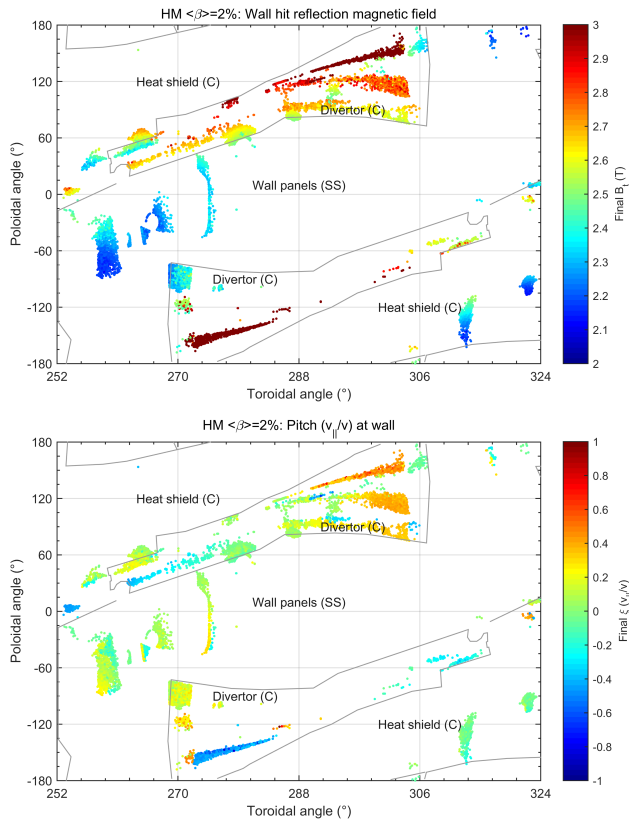 HM <β>=2%: Wall hit reflection magnetic field
180
120
60
0
-60
-120
-180
Poloidal angle (°)
Heat shield (C)
Divertor (C)
Wall panels (SS)
Divertor (C)
Heat shield (C)
252
270
288
306
324
Toroidal angle (°)
3
2.9
2.8
2.7
2.6
2.5
2.4
2.3
2.2
2.1
2
Final Bt (T)
HM <β>=2%: Pitch (v||/v) at wall
180
120
60
0
-60
-120
-180
Poloidal angle (°)
Heat shield (C)
Divertor (C)
Wall panels (SS)
Divertor (C)
Heat shield (C)
252
270
288
306
324
Toroidal angle (°)
1
0.8
0.6
0.4
0.2
0
-0.2
-0.4
-0.6
-0.8
-1
Final ξ (v||/v)